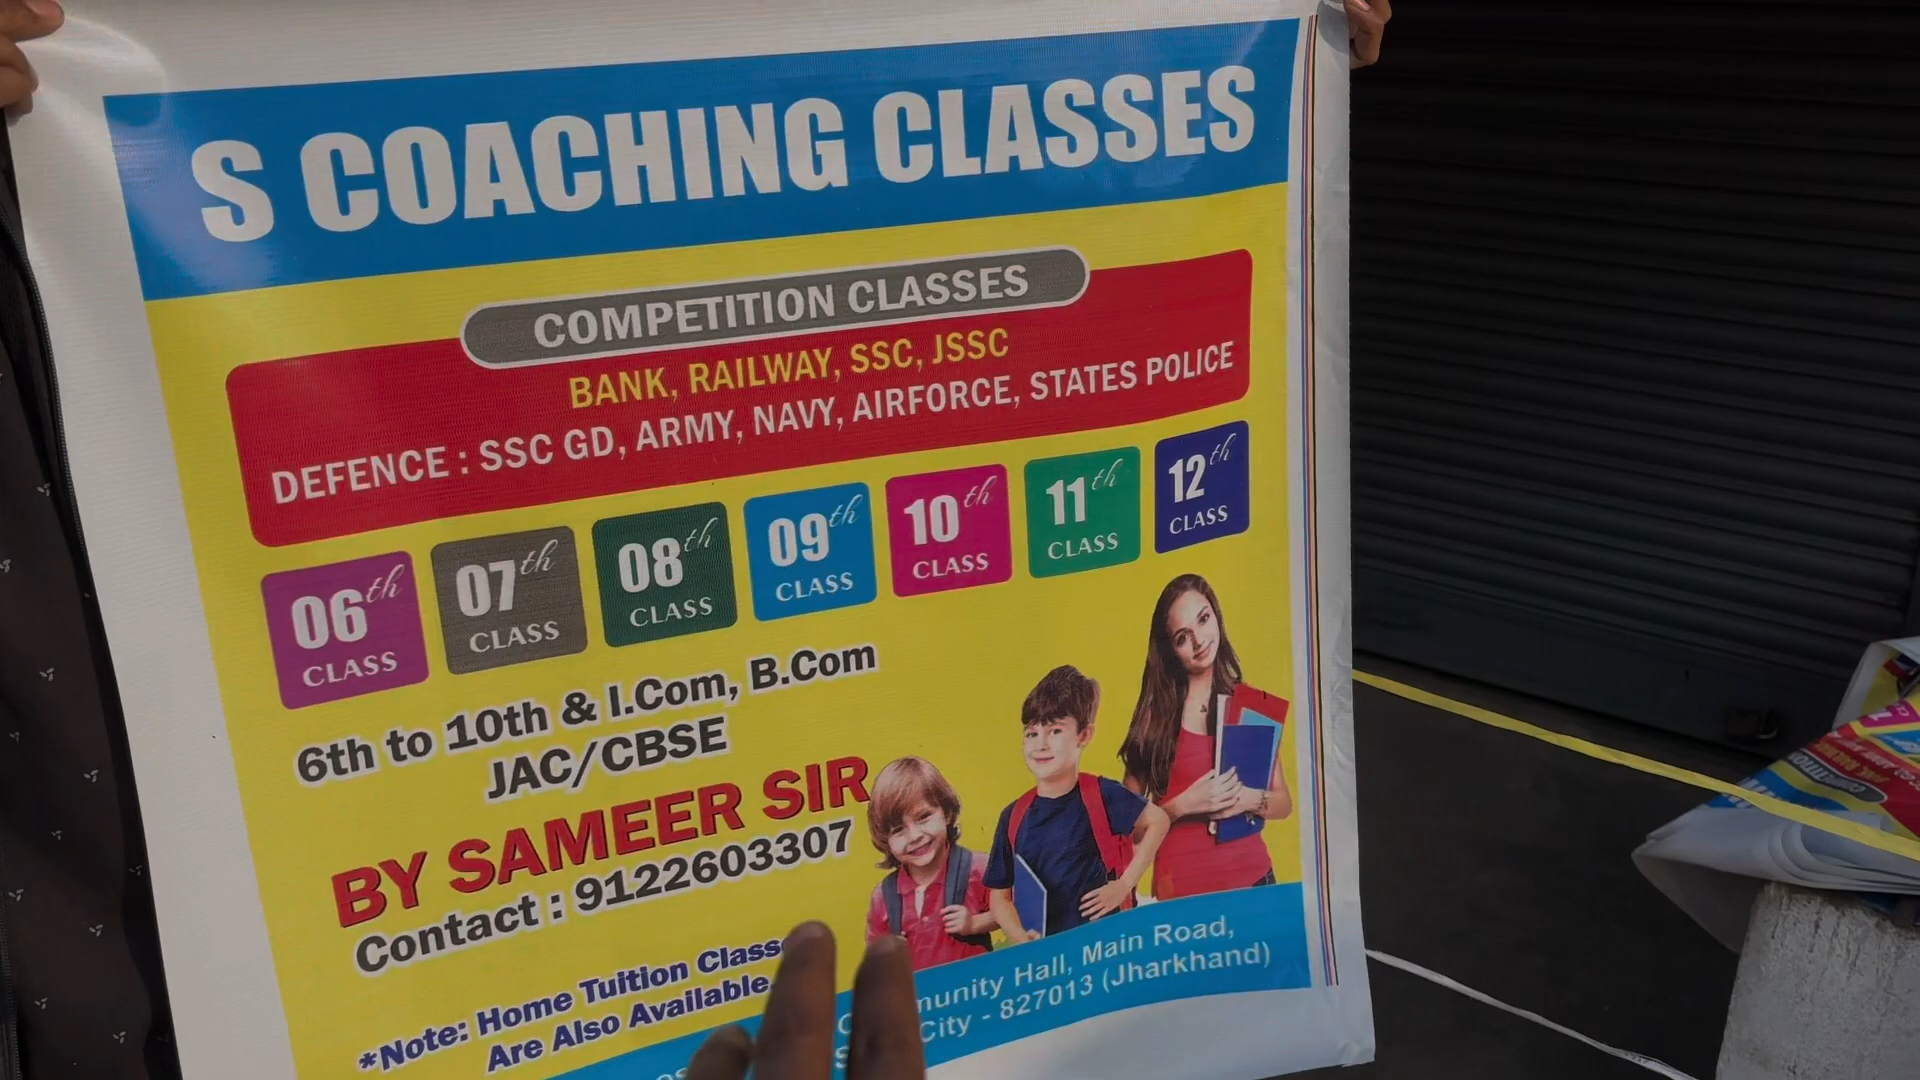 S COACHING CLASSES
COMPETITION CLASSES
BANK, RAILWAY, SSC, JSSC
DEFENCE : SSC GD, ARMY, NAVY, AIRFORCE, STATES POLICE
06th CLASS
07th CLASS
08th CLASS
09th CLASS
10th CLASS
11th CLASS
12th CLASS
6th to 10th & I.Com, B.Com
JAC/CBSE
BY SAMEER SIR
Contact : 9122603307
*Note: Home Tuition
Are Also Available.
Hall, Main Road,
City - 827013 (Jharkhand)